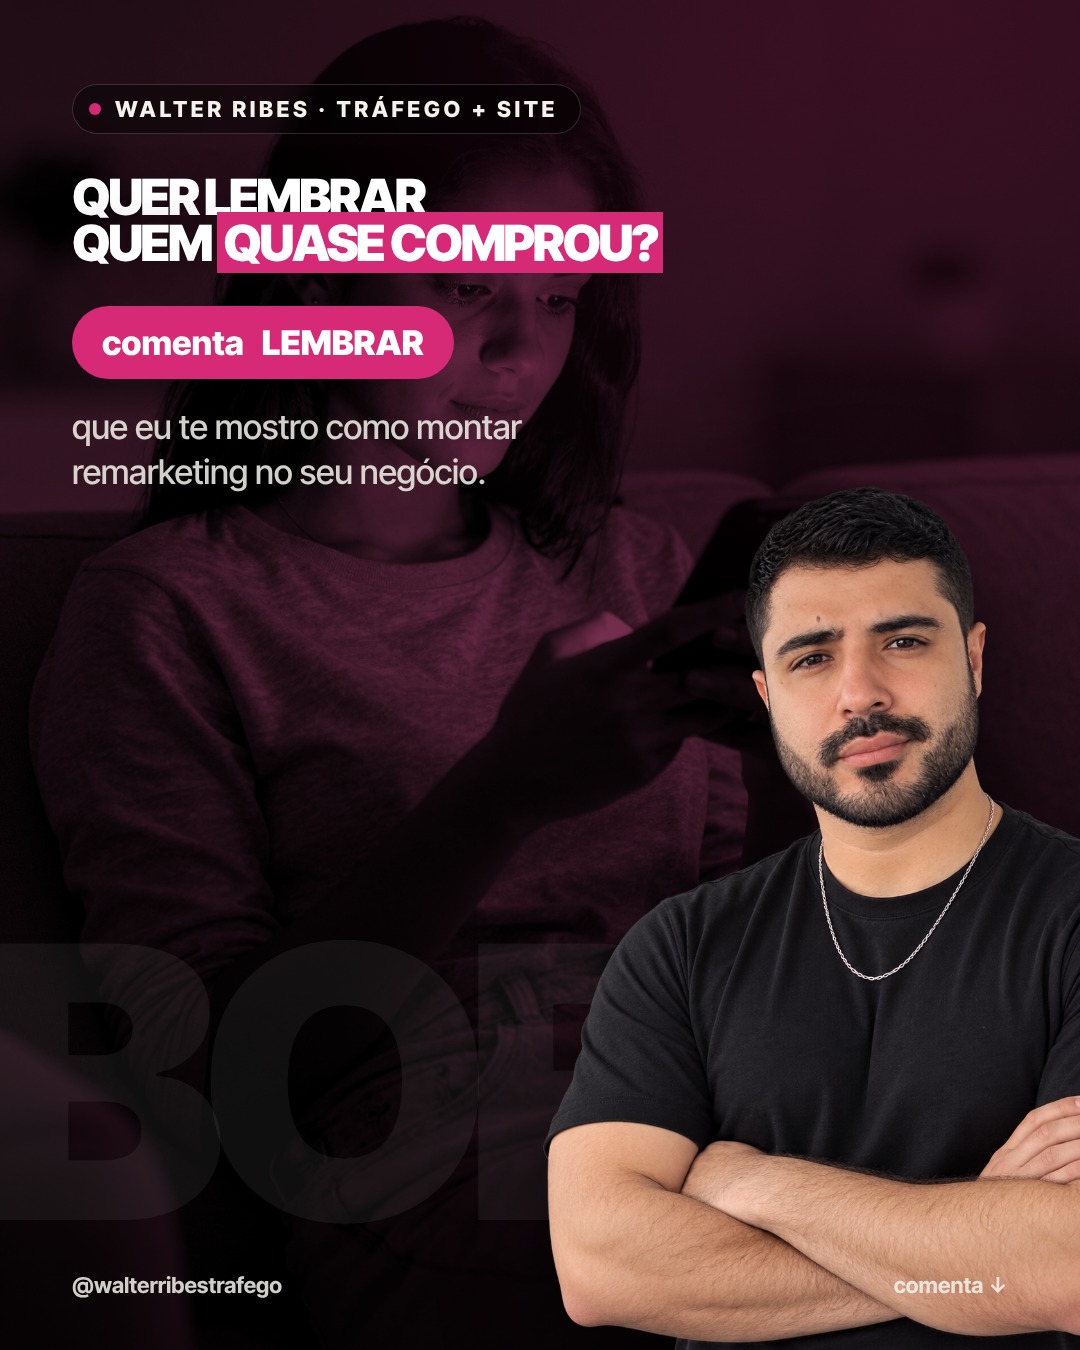 WALTER RIBES · TRÁFEGO + SITE
QUER LEMBRAR
QUEM QUASE COMPROU?
comenta LEMBRAR
que eu te mostro como montar
remarketing no seu negócio.
BO
@walterribestrafego
comenta ↓